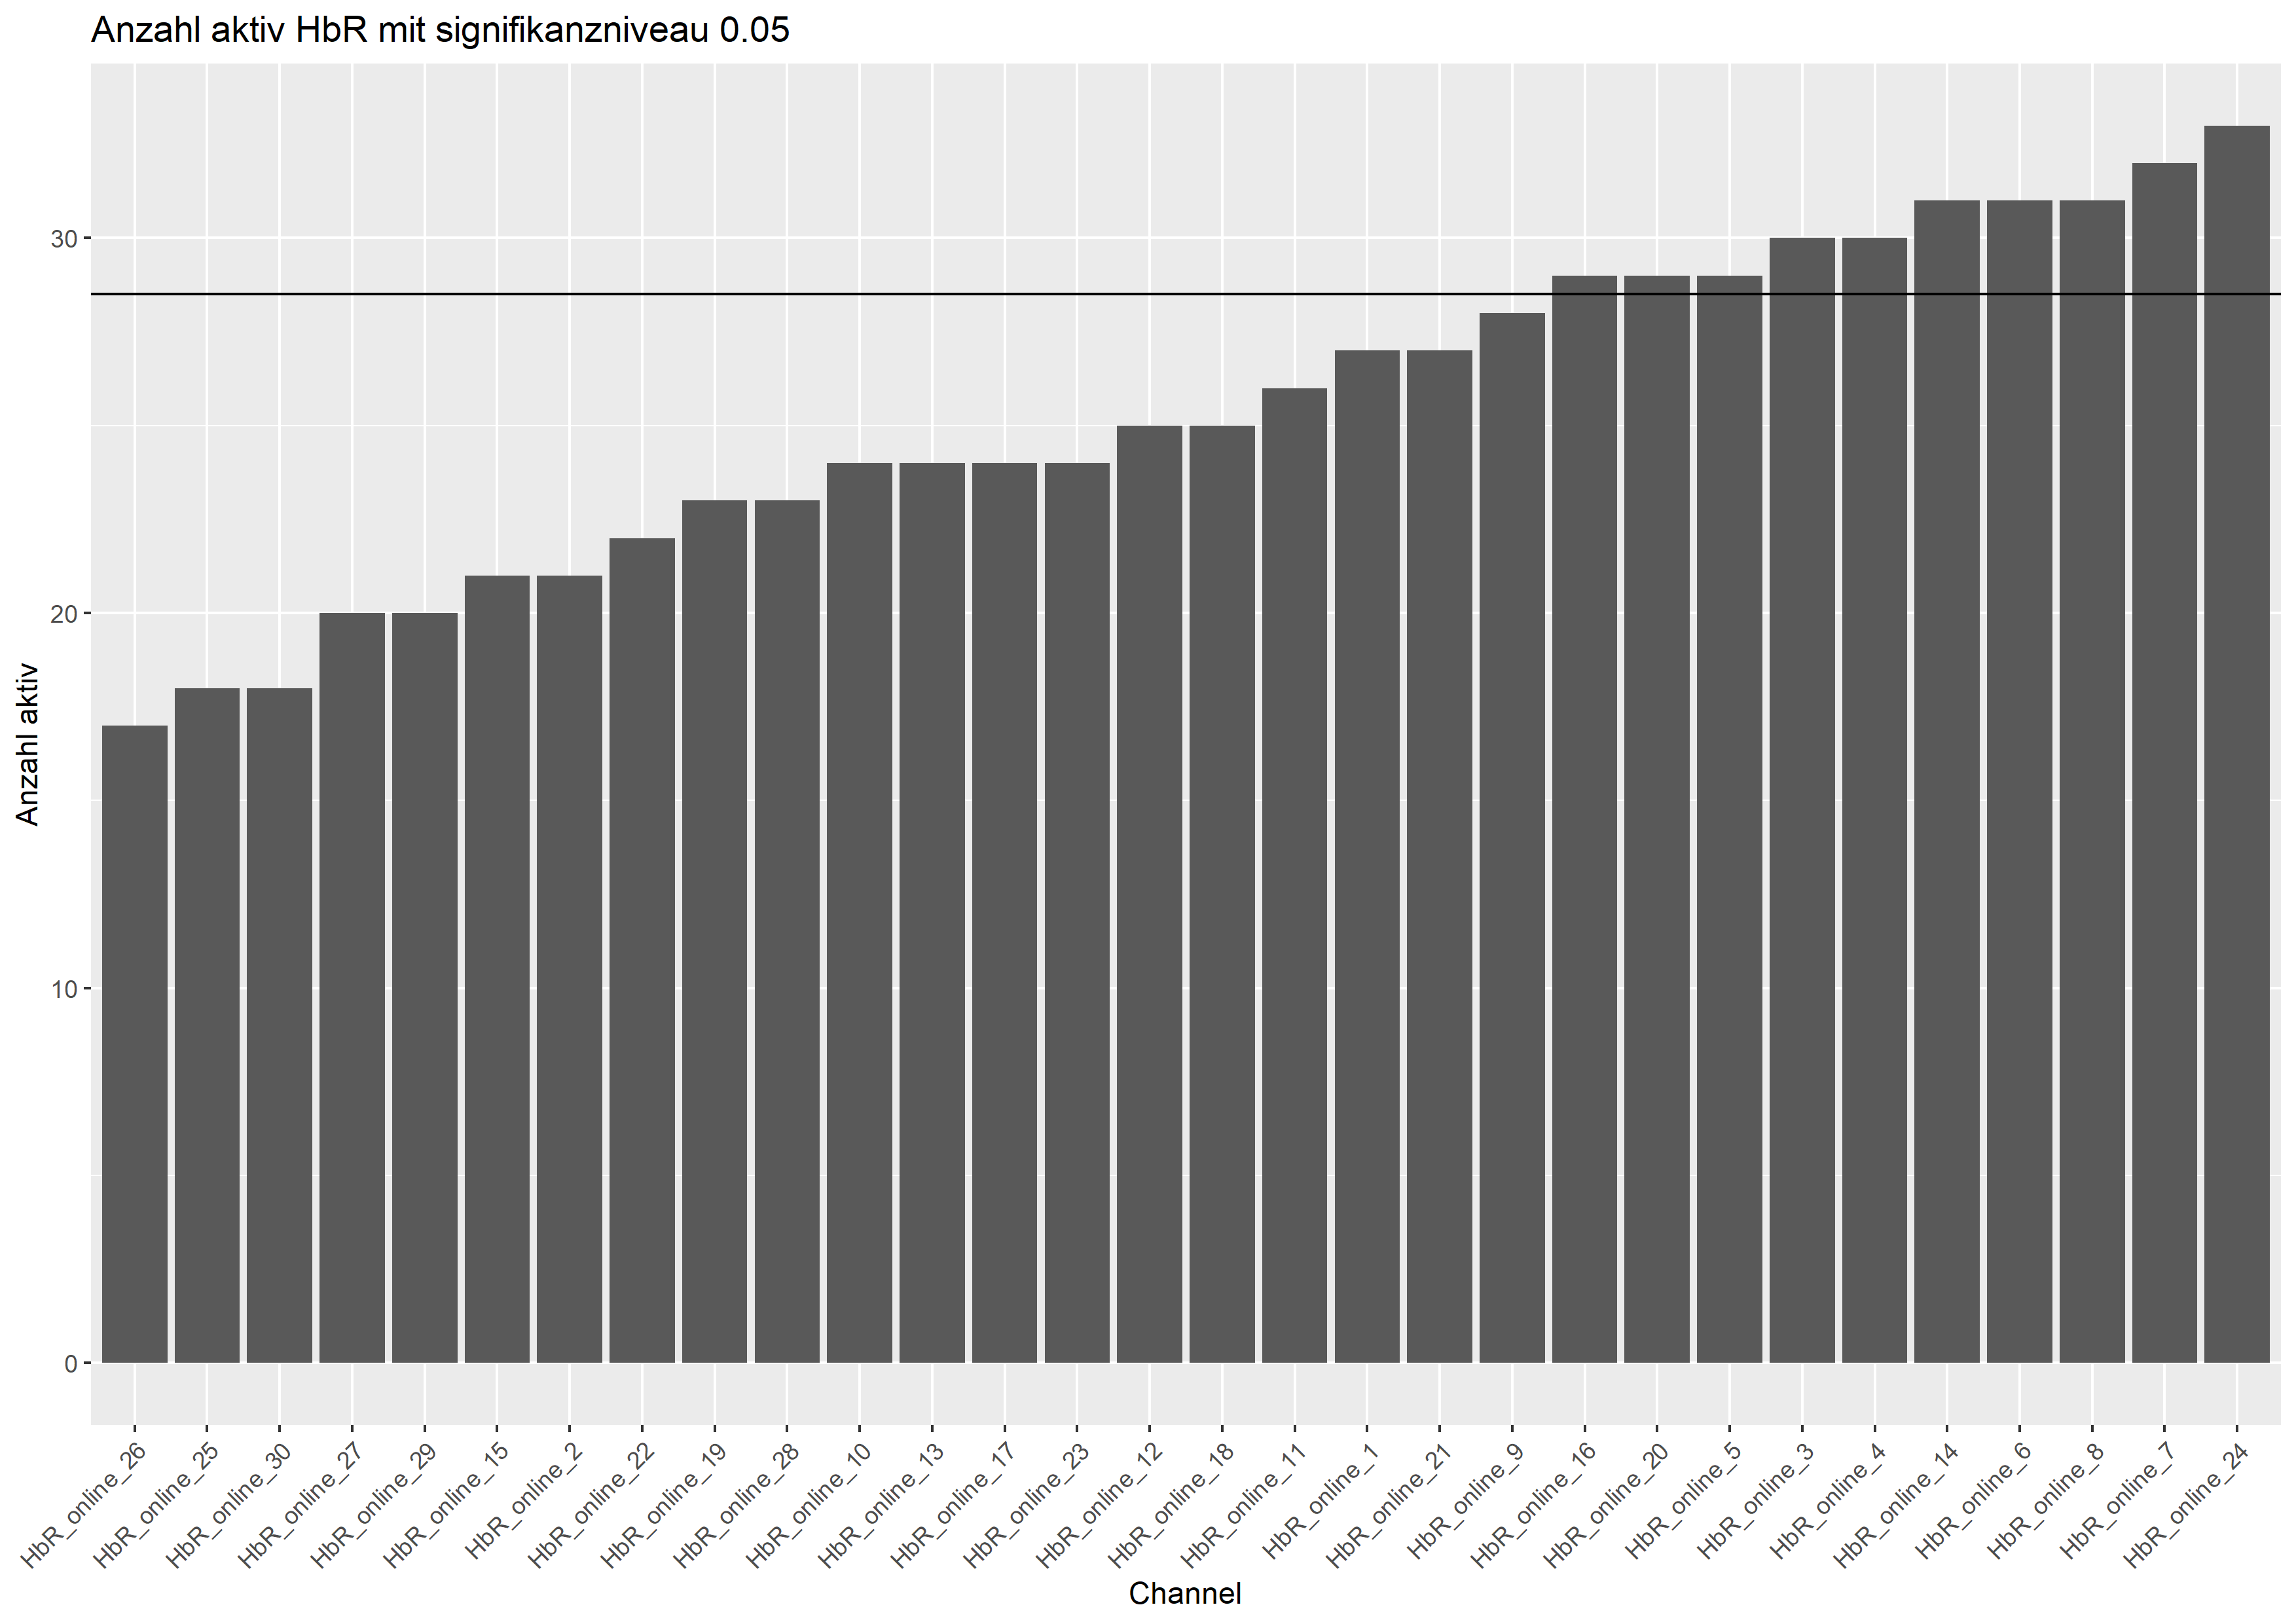 Anzahl aktiv HbR mit signifikanzniveau 0.05
Anzahl aktiv
30
20
10
0
HbR_online_26
HbR_online_25
HbR_online_30
HbR_online_27
HbR_online_29
HbR_online_15
HbR_online_2
HbR_online_22
HbR_online_19
HbR_online_28
HbR_online_10
HbR_online_13
HbR_online_17
HbR_online_23
HbR_online_12
HbR_online_18
HbR_online_11
HbR_online_1
HbR_online_21
HbR_online_9
HbR_online_16
HbR_online_20
HbR_online_5
HbR_online_3
HbR_online_4
HbR_online_14
HbR_online_6
HbR_online_8
HbR_online_7
HbR_online_24
Channel